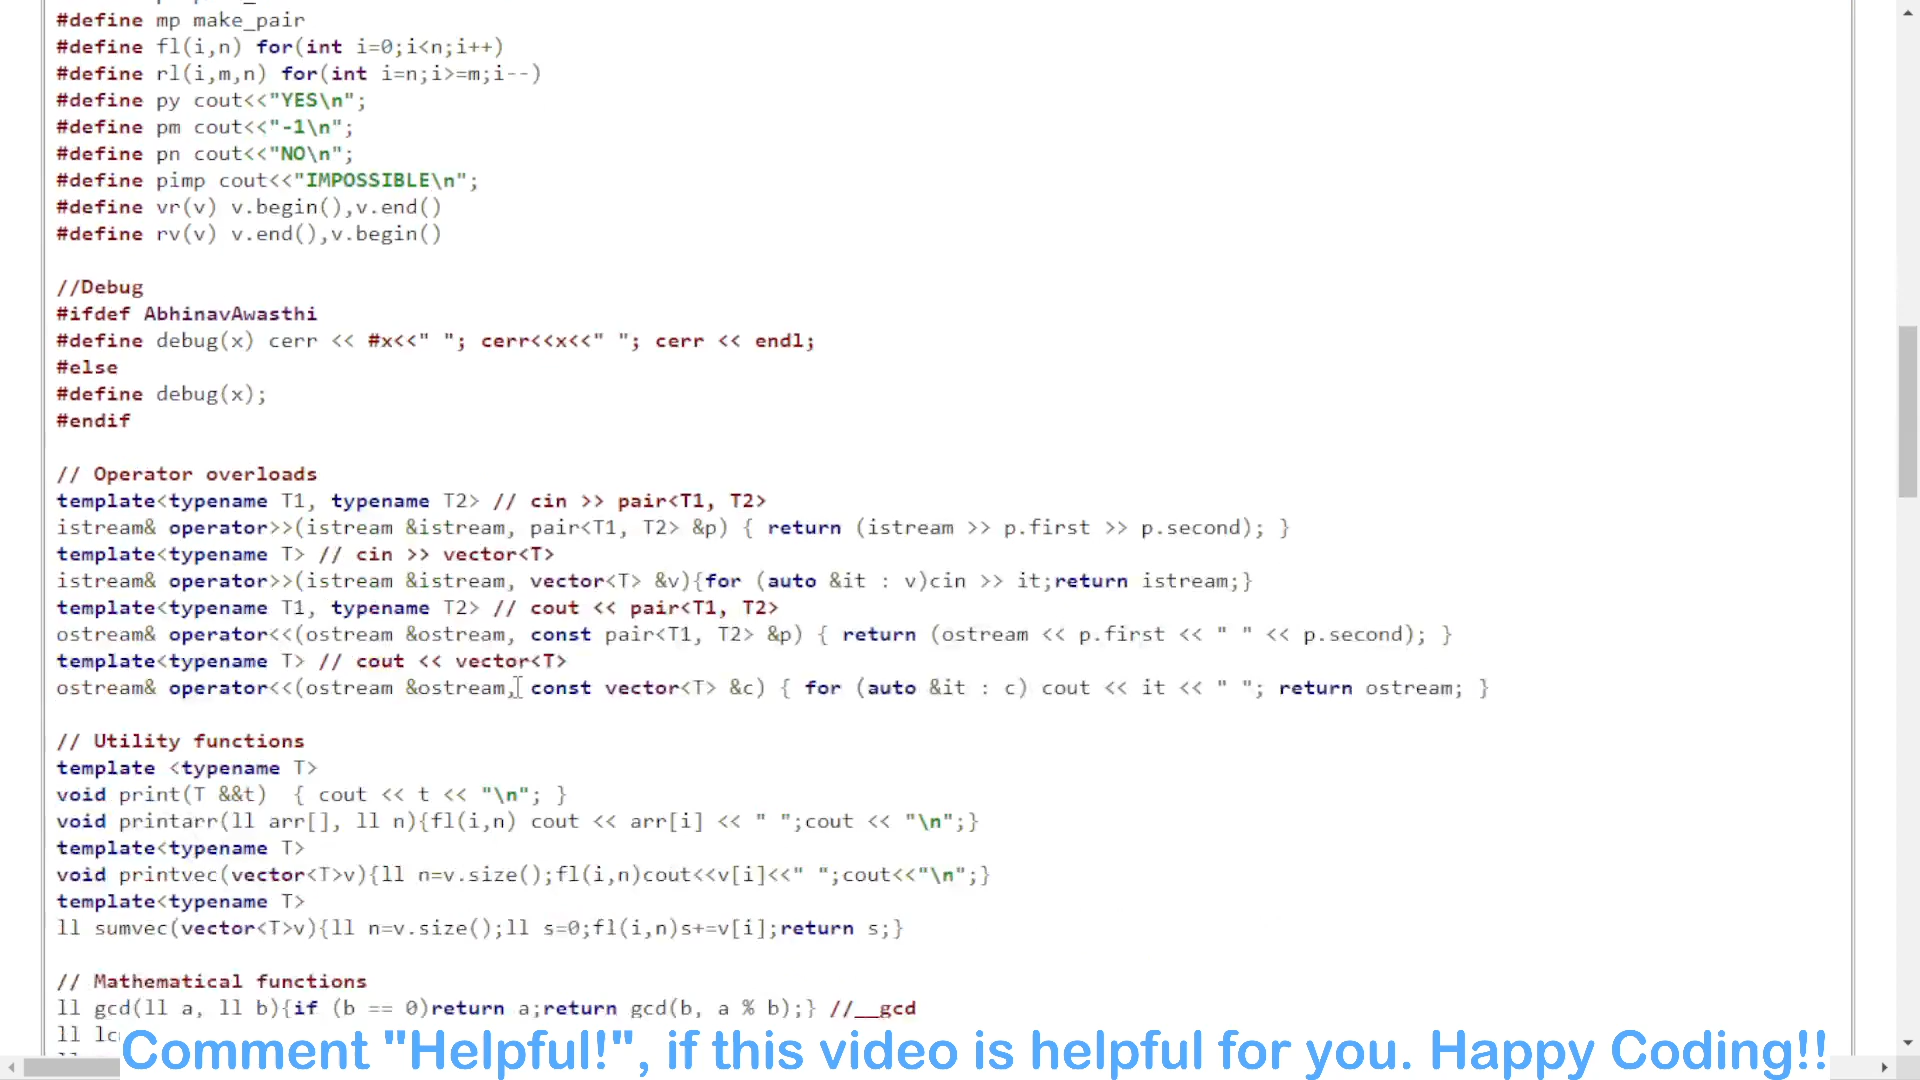 #define mp make_pair
#define fl(i,n) for(int i=0;i<n;i++)
#define rl(i,m,n) for(int i=n;i>=m;i--)
#define py cout<<"YES\n";
#define pm cout<<"-1\n";
#define pn cout<<"NO\n";
#define pimp cout<<"IMPOSSIBLE\n";
#define vr(v) v.begin(),v.end()
#define rv(v) v.end(),v.begin()
//Debug
#ifdef AbhinavAwasthi
#define debug(x) cerr << #x<<" "; cerr<<x<<" "; cerr << endl;
#else
#define debug(x);
#endif
// Operator overloads
template<typename T1, typename T2> // cin >> pair<T1, T2>
istream& operator>>(istream &istream, pair<T1, T2> &p) { return (istream >> p.first >> p.second); }
template<typename T> // cin >> vector<T>
istream& operator>>(istream &istream, vector<T> &v){for (auto &it : v)cin >> it;return istream;}
template<typename T1, typename T2> // cout << pair<T1, T2>
ostream& operator<<(ostream &ostream, const pair<T1, T2> &p) { return (ostream << p.first << " " << p.second); }
template<typename T> // cout << vector<T>
ostream& operator<<(ostream &ostream, const vector<T> &c) { for (auto &it : c) cout << it << " "; return ostream; }
// Utility functions
template <typename T>
void print(T &&t)  { cout << t << "\n"; }
void printarr(ll arr[], ll n){fl(i,n) cout << arr[i] << " ";cout << "\n";}
template<typename T>
void printvec(vector<T>v){ll n=v.size();fl(i,n)cout<<v[i]<<" ";cout<<"\n";}
template<typename T>
ll sumvec(vector<T>v){ll n=v.size();ll s=0;fl(i,n)s+=v[i];return s;}
// Mathematical functions
ll gcd(ll a, ll b){if (b == 0)return a;return gcd(b, a % b);} //__gcd
ll lc
Comment "Helpful!", if this video is helpful for you. Happy Coding!!